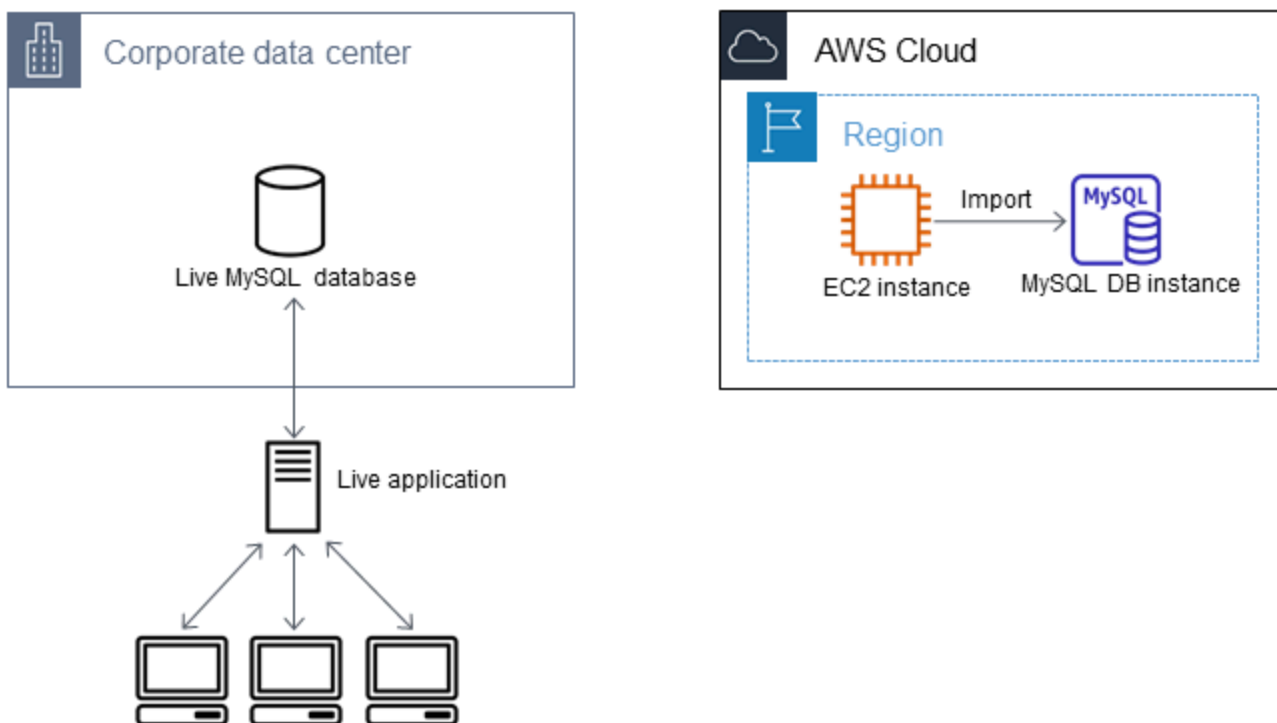 Corporate data center
Live MySQL database
Live application
AWS Cloud
Region
Import
MySQL
EC2 instance
MySQL DB instance